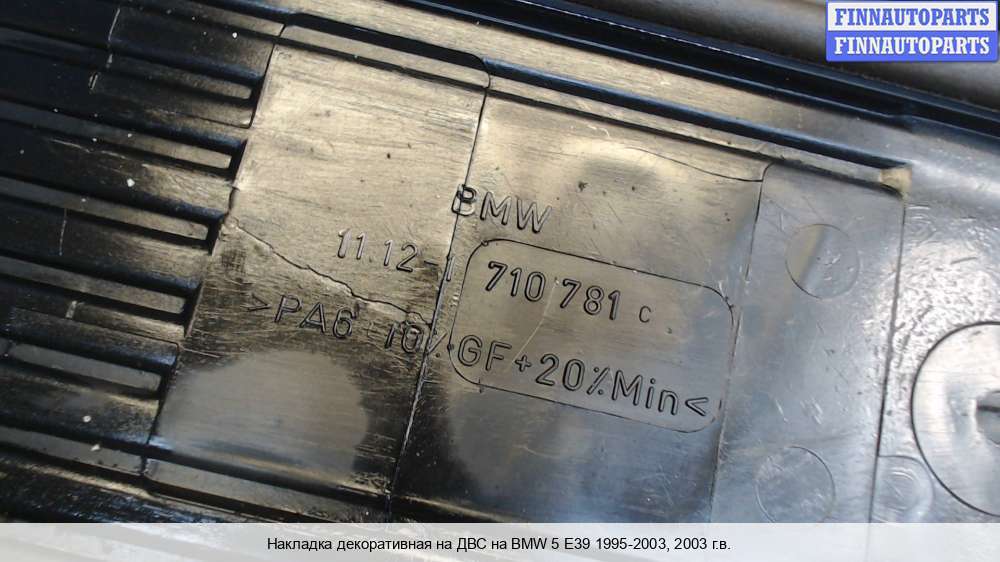 FINNAUTOPARTS
FINNAUTOPARTS
BMW
11.12-1 710 781 c
>PA6-10%GF+20%Min<
Накладка декоративная на ДВС на BMW 5 E39 1995-2003, 2003 г.в.